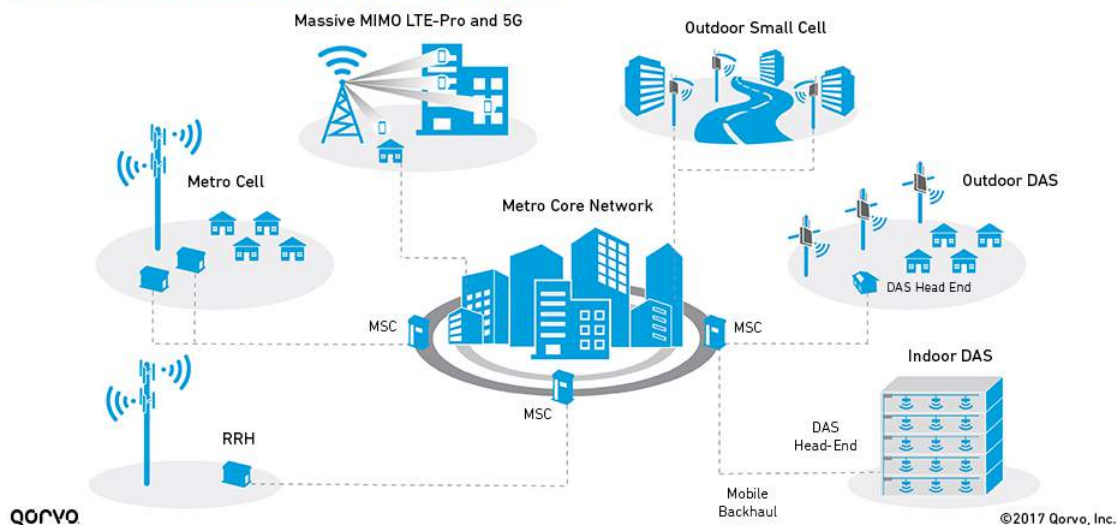 Massive MIMO LTE-Pro and 5G
Outdoor Small Cell
Metro Cell
Metro Core Network
Outdoor DAS
DAS Head End
MSC
MSC
Indoor DAS
MSC
RRH
DAS
Head-End
Mobile
Backhaul
QORVO
©2017 Qorvo, Inc.